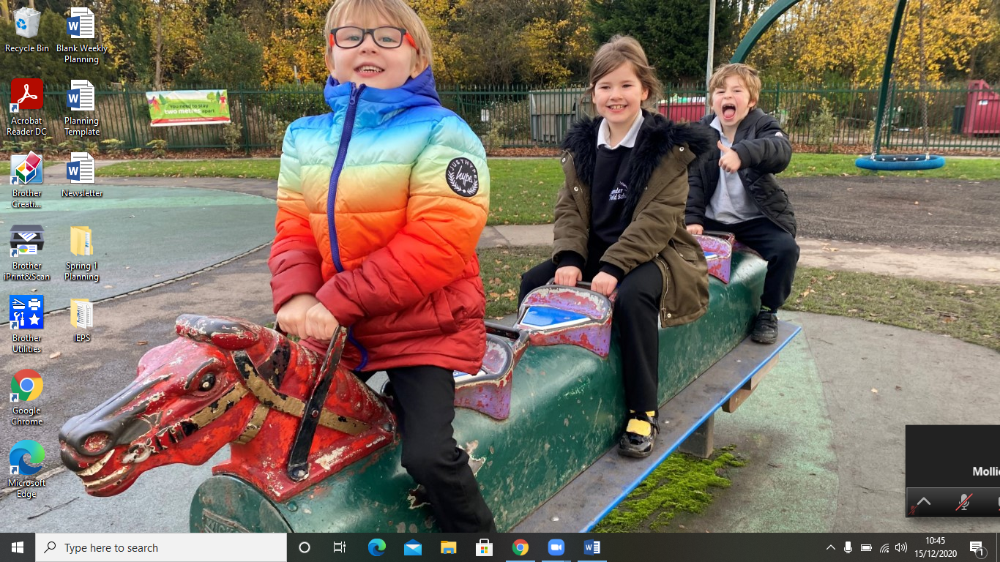 Recycle Bin
Blank Weekly
Planning
Acrobat
Reader DC
Planning
Template
Brother
Creati...
Newsletter
Brother
iPrint&Scan
Spring 1
Planning
Brother
Utilities
IEPS
Google
Chrome
Microsoft
Edge
You need to stay
two metres apart
JUSTHYPE
hype
Mollie
Type here to search
10:45
15/12/2020
1